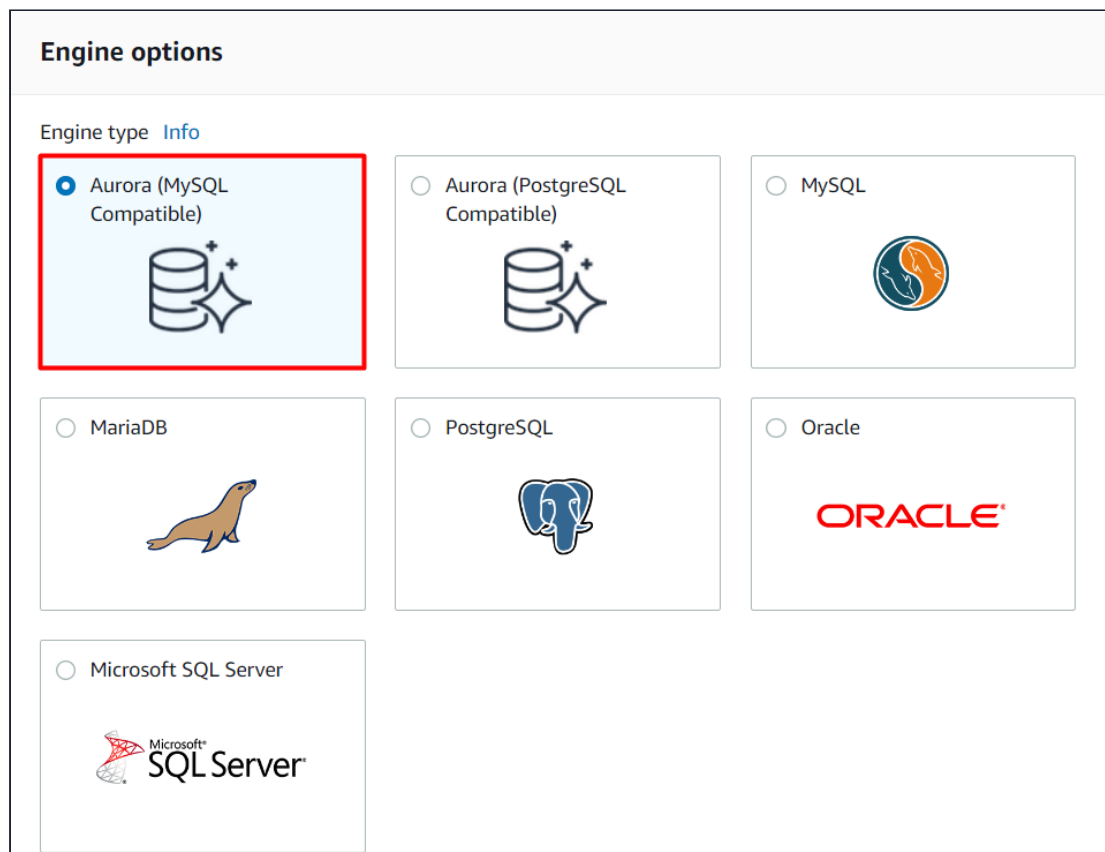 Engine options
Engine type Info
Aurora (MySQL
Compatible)
Aurora (PostgreSQL
Compatible)
MySQL
MariaDB
PostgreSQL
Oracle
ORACLE
Microsoft SQL Server
Microsoft
SQL Server